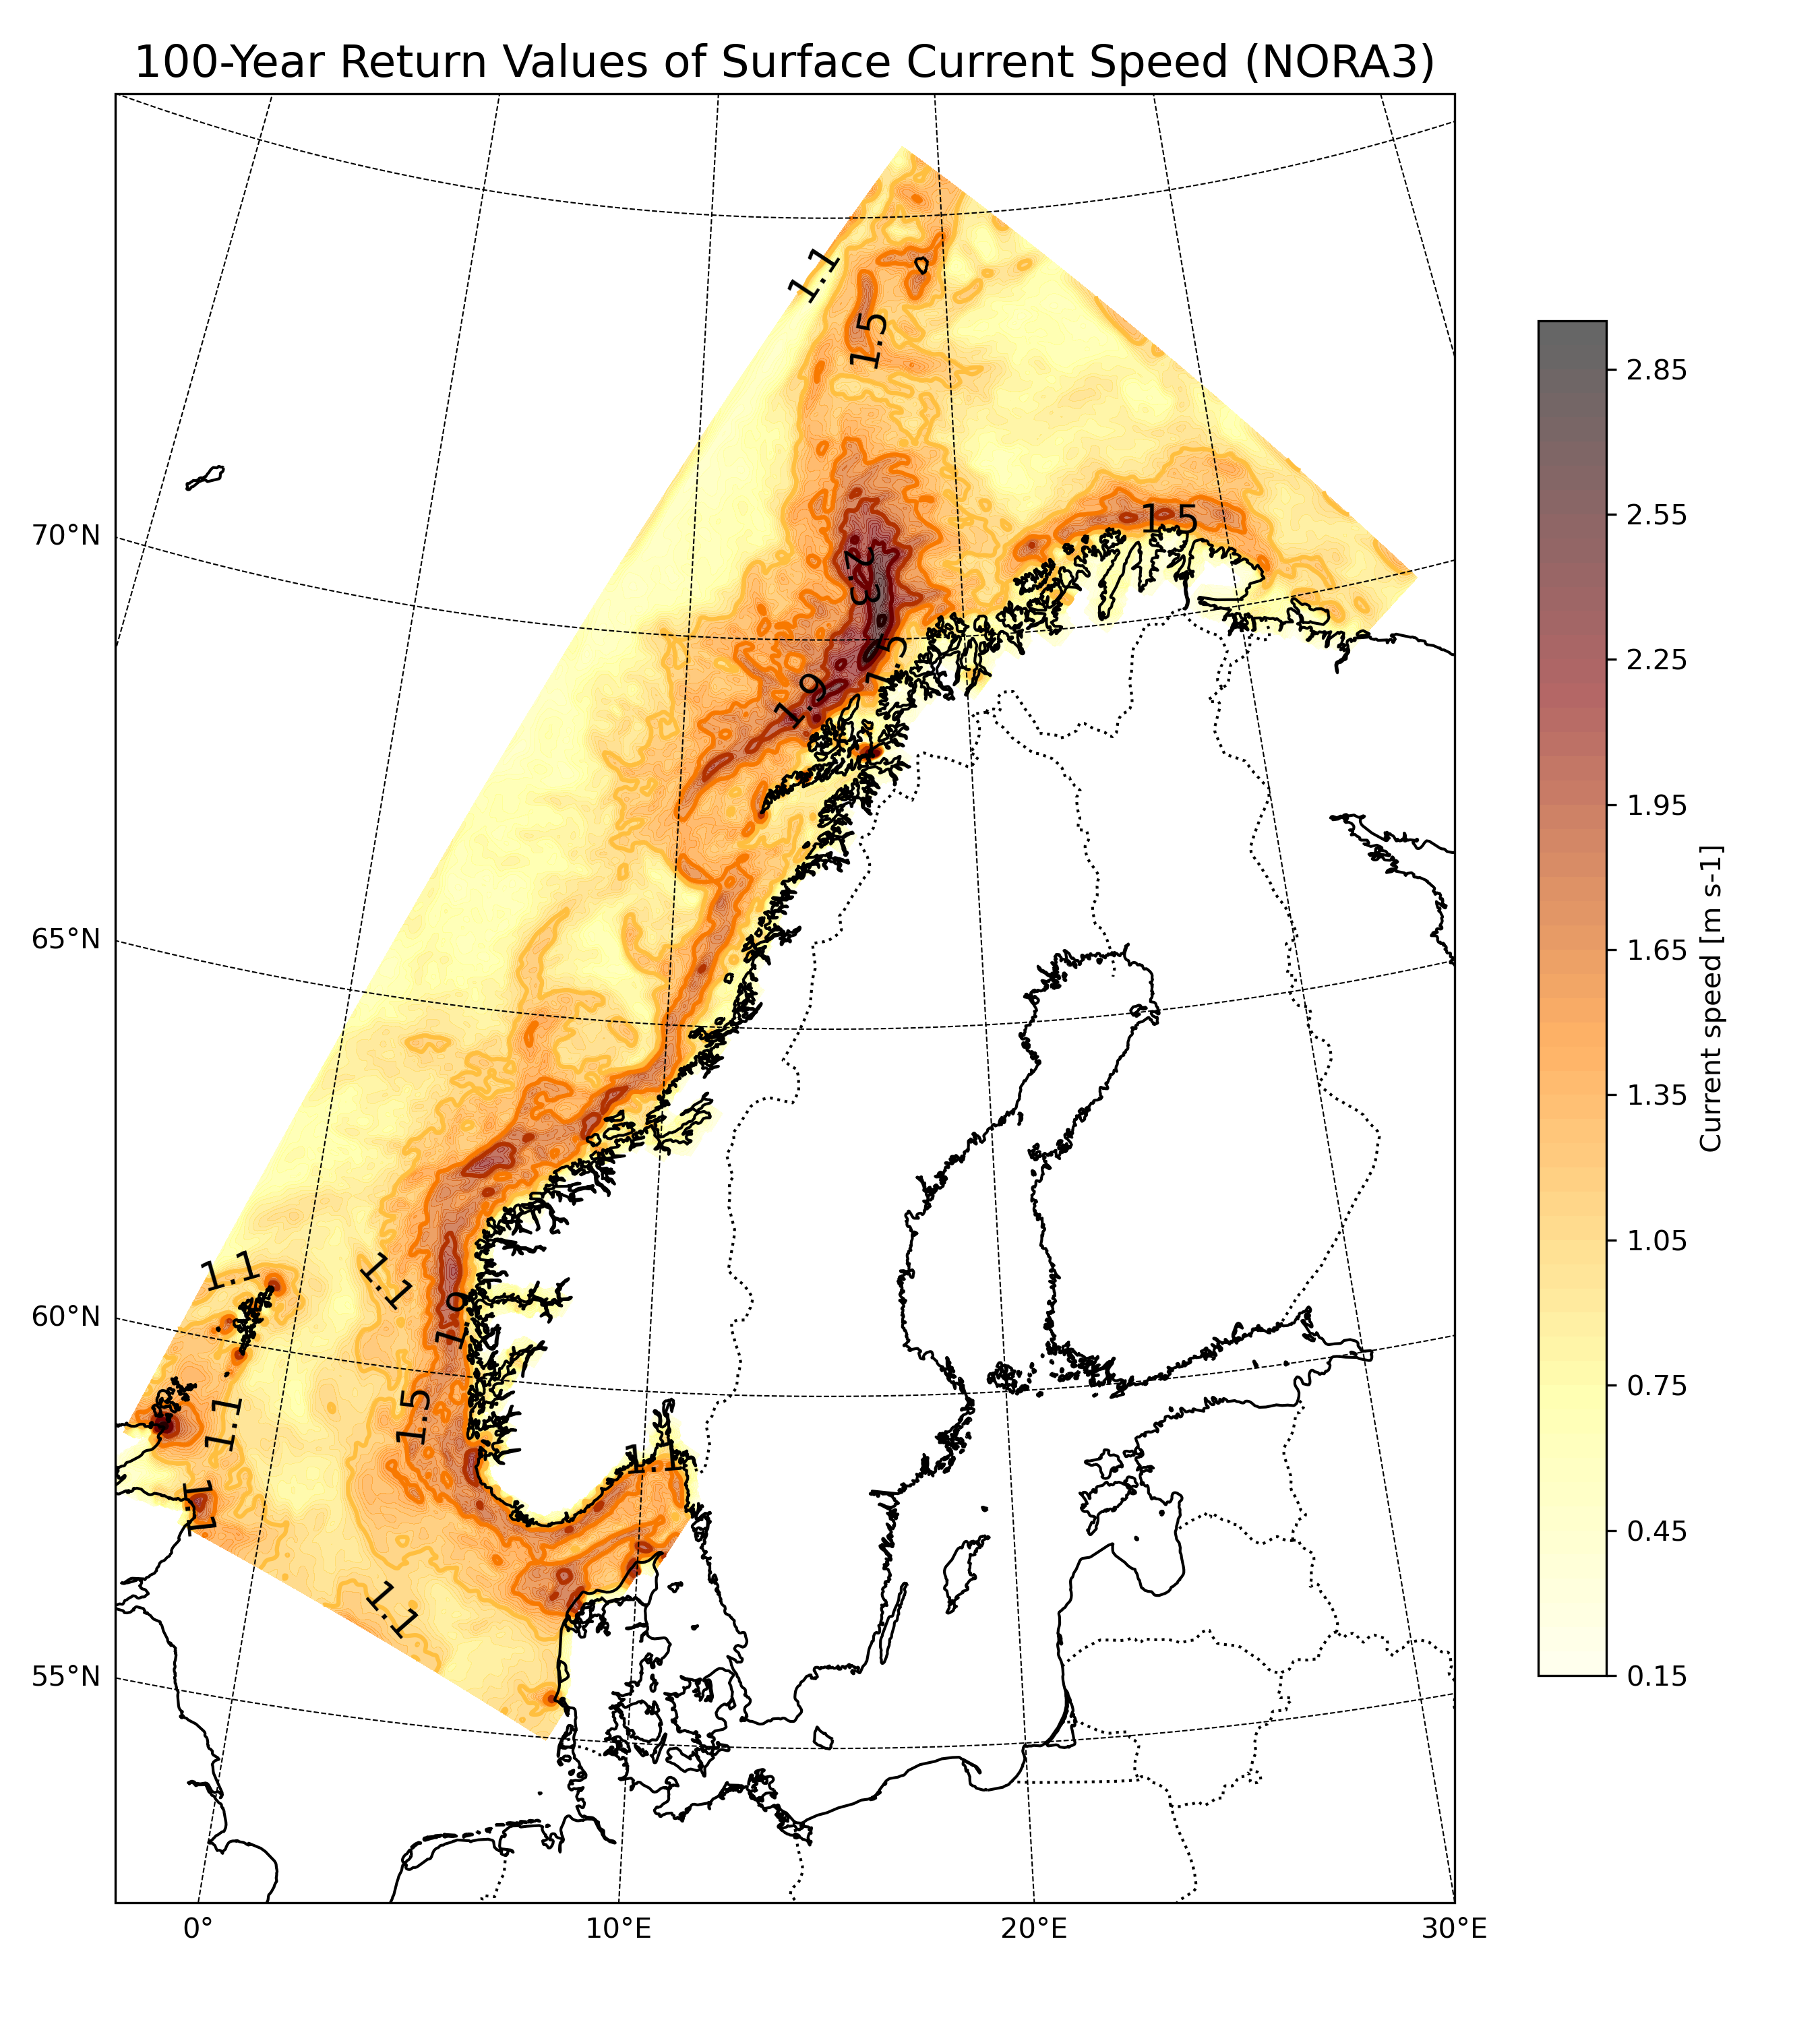 100-Year Return Values of Surface Current Speed (NORA3)
1.1
1.5
1.5
2.3
1.5
1.9
1.1
1.1
1.9
1.5
1.1
1.1
1.1
1.1
70°N
65°N
60°N
55°N
0°
10°E
20°E
30°E
2.85
2.55
2.25
1.95
1.65
1.35
1.05
0.75
0.45
0.15
Current speed [m s-1]